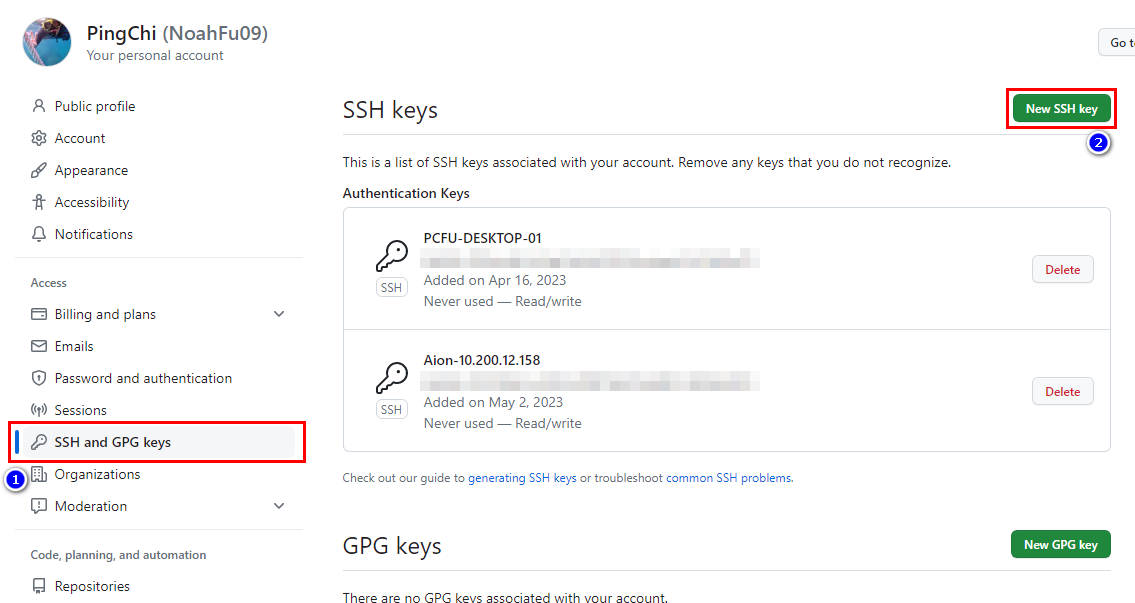 PingChi (NoahFu09)
Your personal account
Go to
Public profile
Account
Appearance
Accessibility
Notifications
Access
Billing and plans
Emails
Password and authentication
Sessions
SSH and GPG keys
1
Organizations
Moderation
Code, planning, and automation
Repositories
SSH keys
New SSH key
2
This is a list of SSH keys associated with your account. Remove any keys that you do not recognize.
Authentication Keys
PCFU-DESKTOP-01
SSH
Added on Apr 16, 2023
Never used — Read/write
Delete
Aion-10.200.12.158
SSH
Added on May 2, 2023
Never used — Read/write
Delete
Check out our guide to generating SSH keys or troubleshoot common SSH problems.
GPG keys
New GPG key
There are no GPG keys associated with your account.